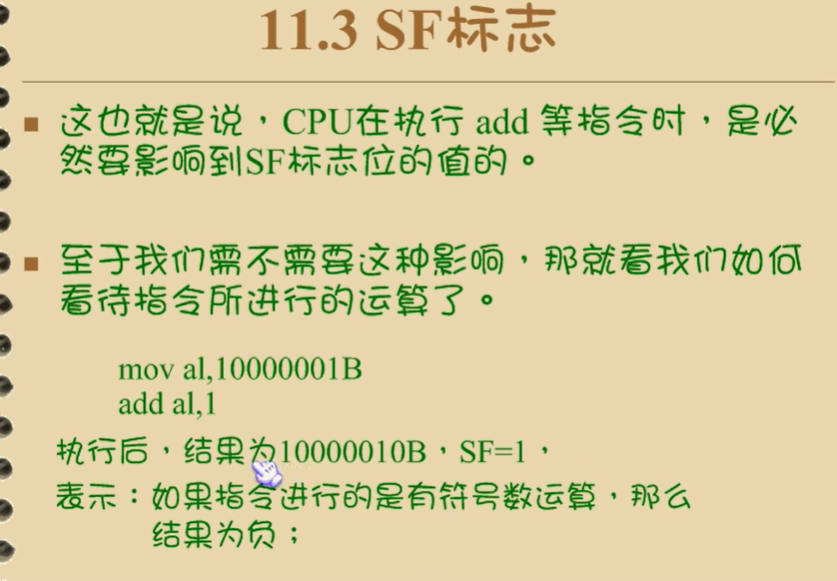 11.3 SF标志
这也就是说，CPU在执行 add 等指令时，是必
然要影响到SF标志位的值的。
至于我们需不需要这种影响，那就看我们如何
看待指令所进行的运算了。
mov al,10000001B
add al,1
执行后，结果为10000010B，SF=1，
表示：如果指令进行的是有符号数运算，那么
结果为负；